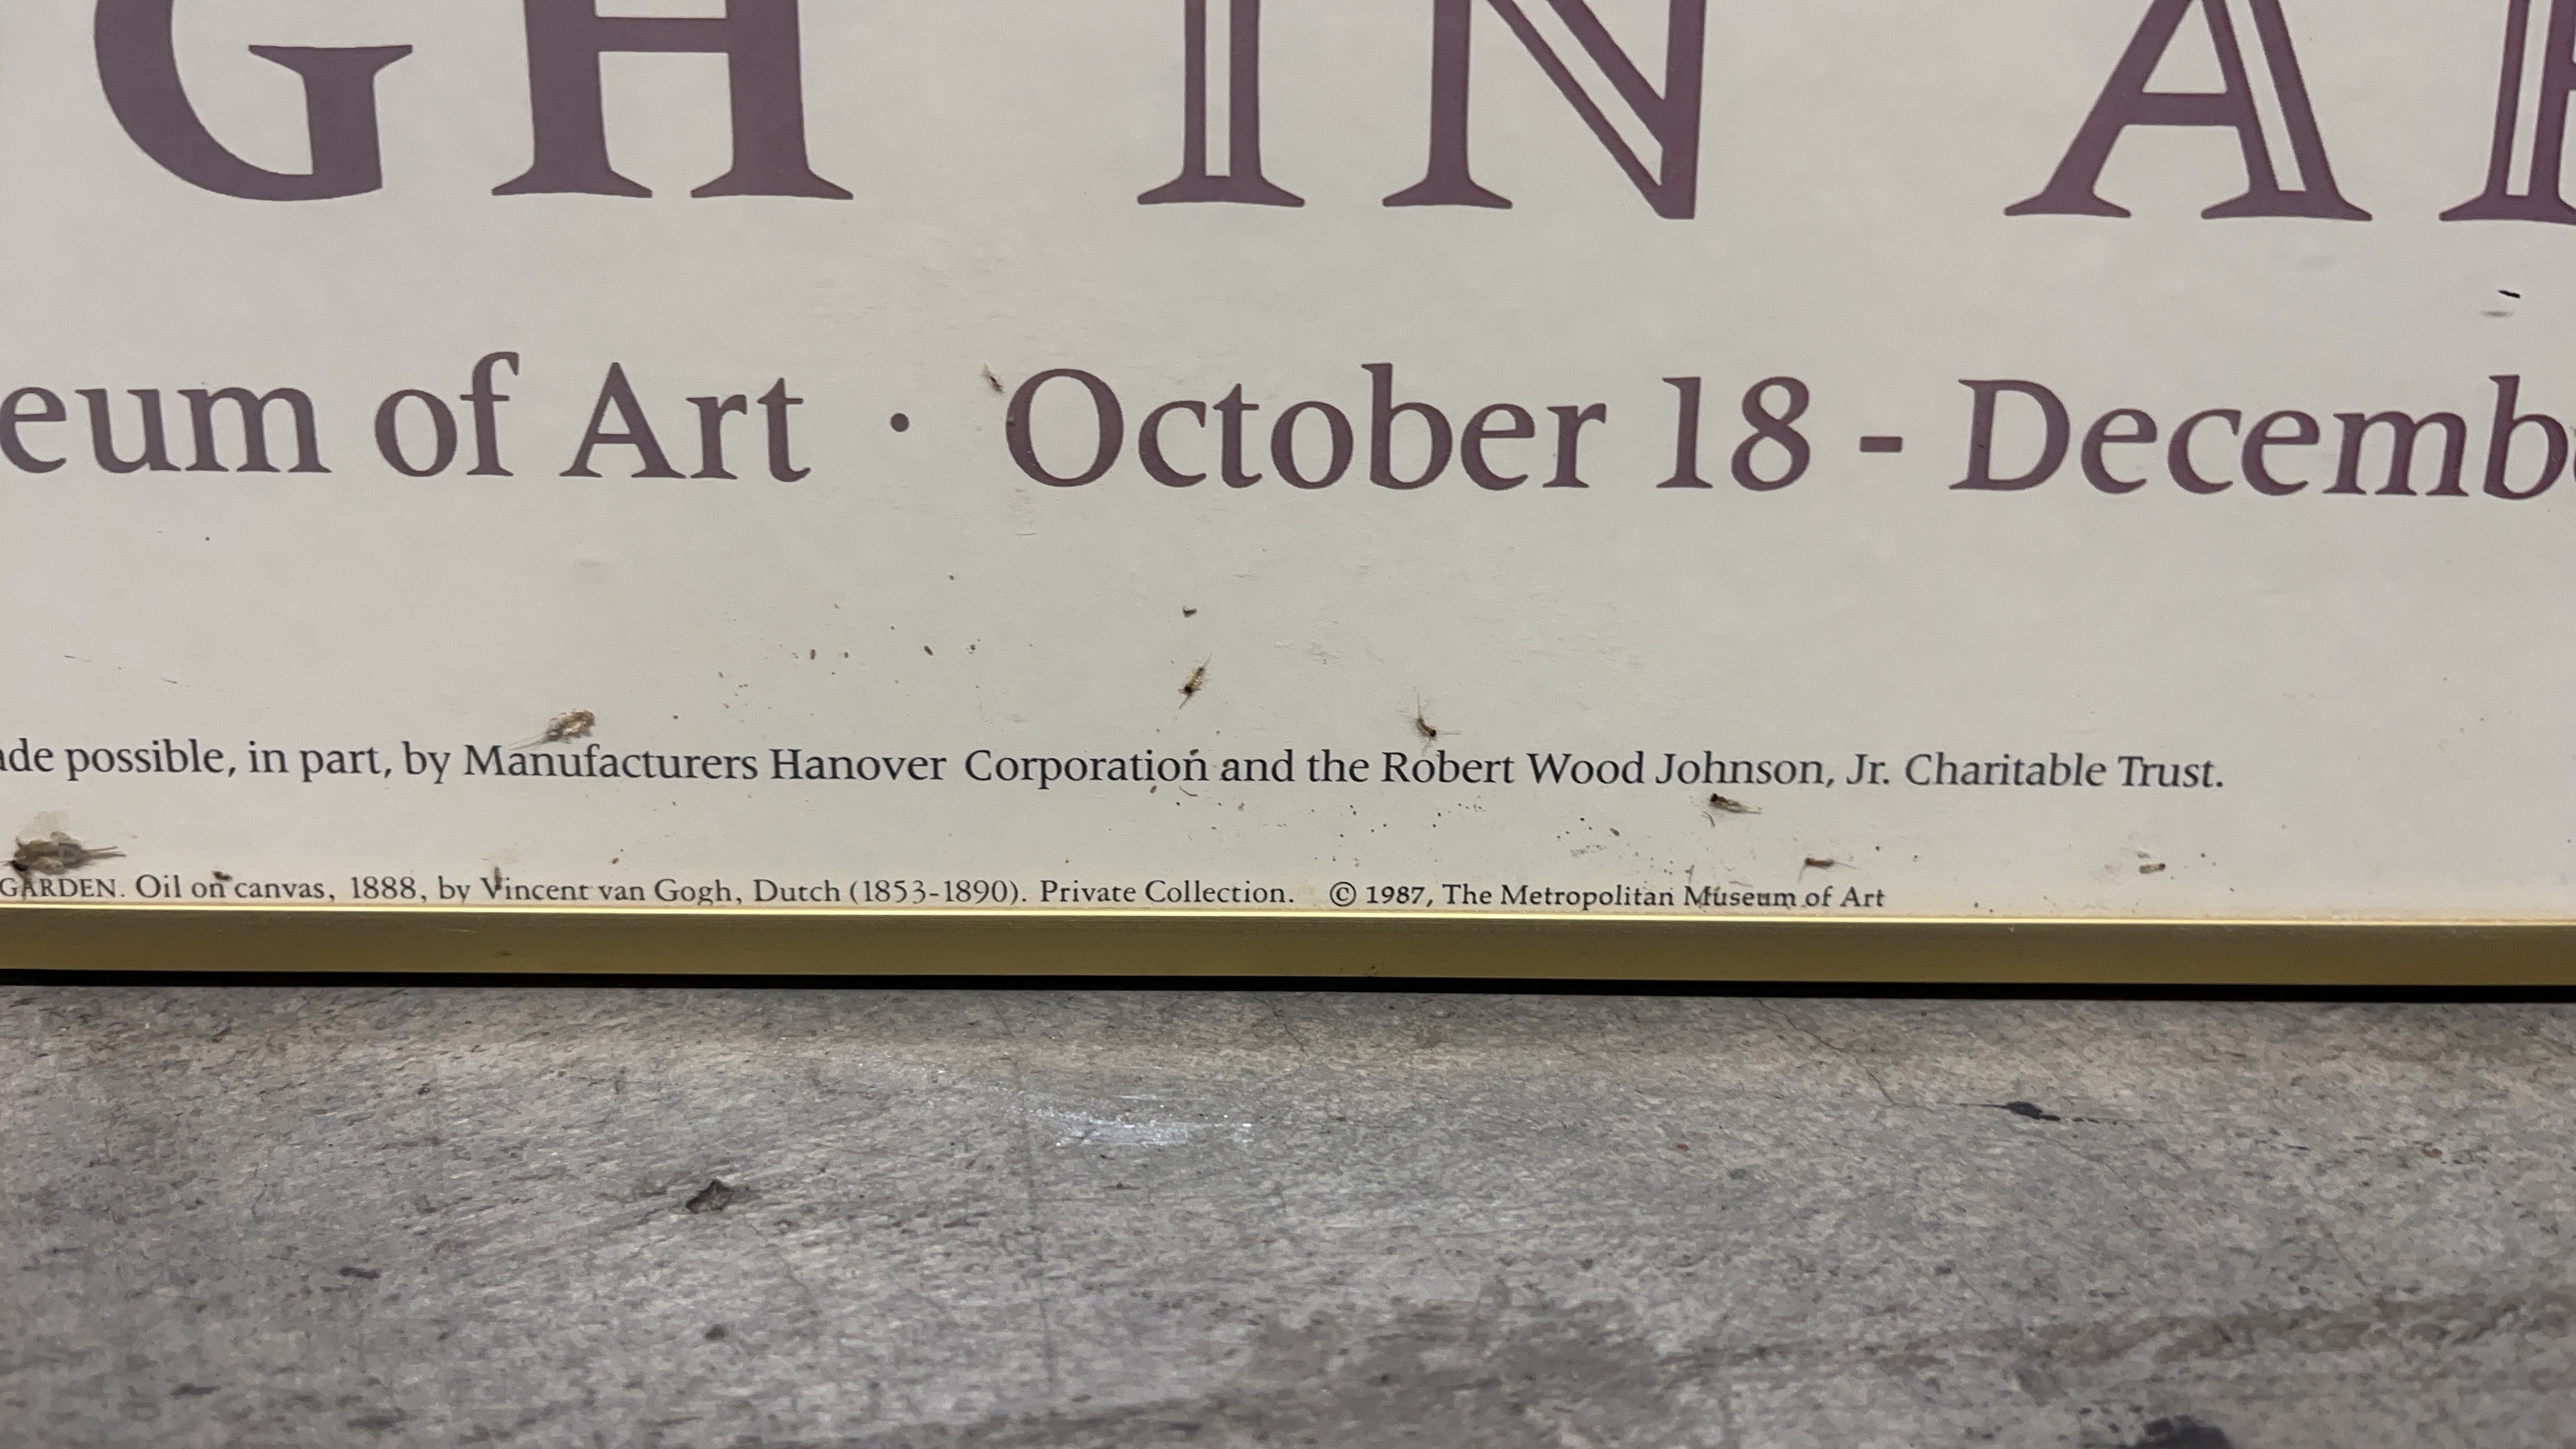 GH IN A
eum of Art · October 18 - Decemb
de possible, in part, by Manufacturers Hanover Corporation and the Robert Wood Johnson, Jr. Charitable Trust.
GARDEN. Oil on canvas, 1888, by Vincent van Gogh, Dutch (1853-1890). Private Collection. © 1987, The Metropolitan Museum of Art